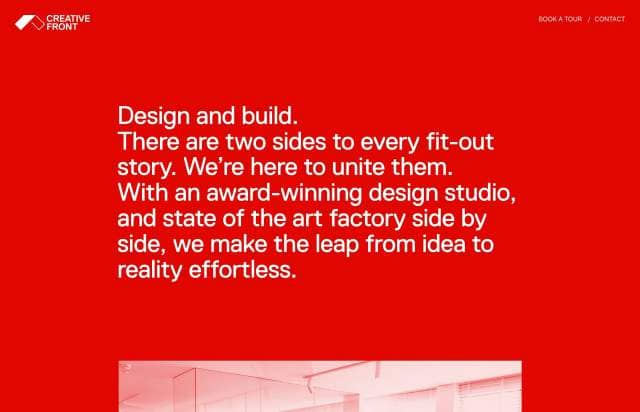 CREATIVE
FRONT
BOOK A TOUR / CONTACT
Design and build.
There are two sides to every fit-out
story. We’re here to unite them.
With an award-winning design studio,
and state of the art factory side by
side, we make the leap from idea to
reality effortless.